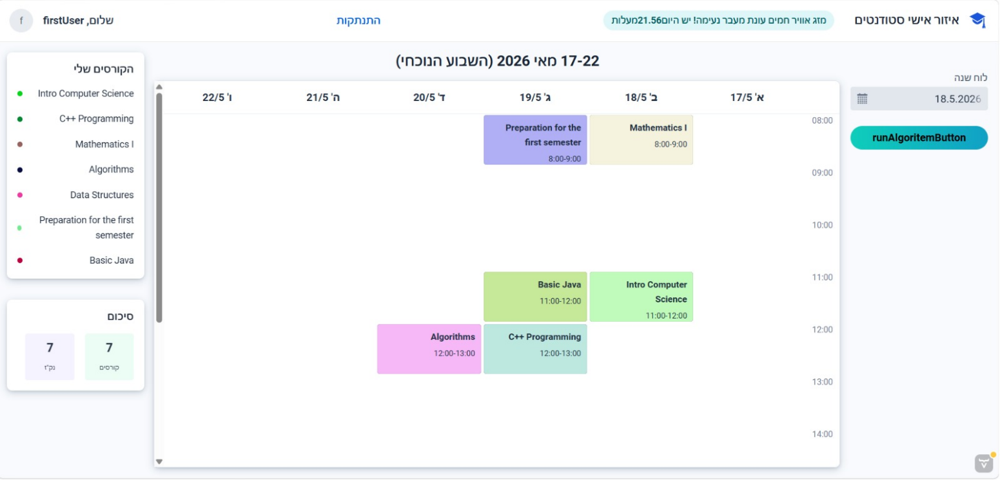 איזור אישי סטודנטים
מזג אוויר חמים עונת מעבר נעימה! יש היום21.56מעלות
התנתקות
שלום, firstUser
f
17-22 מאי 2026 (השבוע הנוכחי)
לוח שנה
18.5.2026
runAlgoritemButton
א' 17/5
ב' 18/5
ג' 19/5
ד' 20/5
ה' 21/5
ו' 22/5
08:00
Mathematics I
8:00-9:00
Preparation for the
first semester
8:00-9:00
09:00
10:00
11:00
Intro Computer
Science
11:00-12:00
Basic Java
11:00-12:00
12:00
C++ Programming
12:00-13:00
Algorithms
12:00-13:00
13:00
14:00
הקורסים שלי
Intro Computer Science
C++ Programming
Mathematics I
Algorithms
Data Structures
Preparation for the first
semester
Basic Java
סיכום
7
קורסים
7
נק"ז